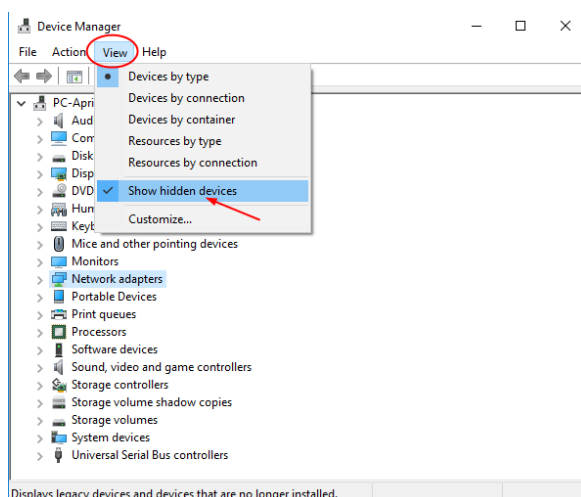 Device Manager
File Action View Help
Devices by type
Devices by connection
Devices by container
Resources by type
Resources by connection
Show hidden devices
Customize...
PC-Apri
Aud
Com
Disk
Disp
DVD
Hum
Keyb
Mice and other pointing devices
Monitors
Network adapters
Portable Devices
Print queues
Processors
Software devices
Sound, video and game controllers
Storage controllers
Storage volume shadow copies
Storage volumes
System devices
Universal Serial Bus controllers
Displays legacy devices and devices that are no longer installed.